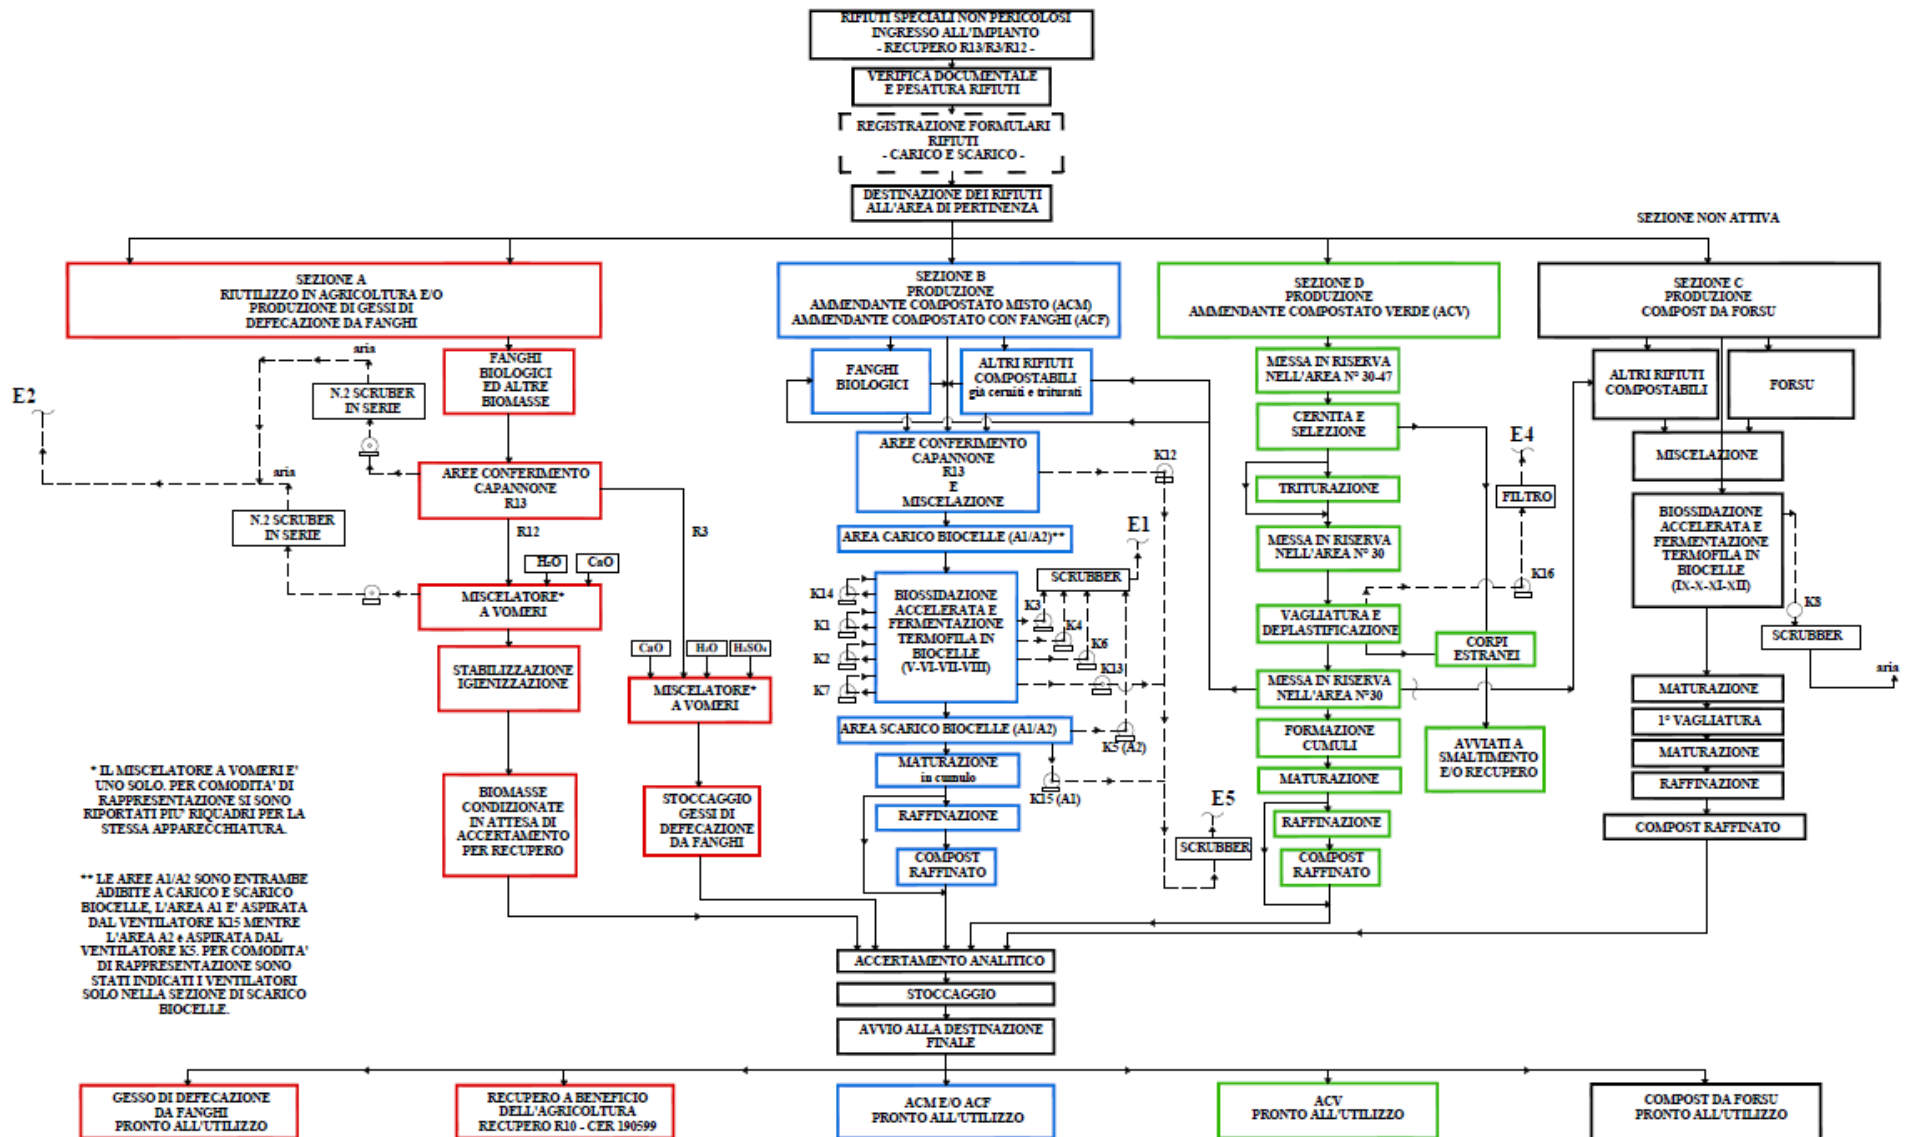 RIFIUTI SPECIALI NON PERICOLOSI
INGRESSO ALL'IMPIANTO
- RECUPERO R13/R3/R12 -
VERIFICA DOCUMENTALE
E PESATURA RIFIUTI
REGISTRAZIONE FORMULARI
RIFIUTI
- CARICO E SCARICO -
DESTINAZIONE DEI RIFIUTI
ALL'AREA DI PERTINENZA
SEZIONE NON ATTIVA
SEZIONE A
RIUTILIZZO IN AGRICOLTURA E/O
PRODUZIONE DI GESSI DI
DEFECAZIONE DA FANGHI
aria
N.2 SCRUBER
IN SERIE
E2
FANGHI
BIOLOGICI
ED ALTRE
BIOMASSE
aria
N.2 SCRUBER
IN SERIE
AREE CONFERIMENTO
CAPANNONE
R13
R12
R3
H₂O
CaO
MISCELATORE*
A VOMERI
STABILIZZAZIONE
IGIENIZZAZIONE
CaO
H₂O
H₂SO₄
MISCELATORE*
A VOMERI
BIOMASSE
CONDIZIONATE
IN ATTESA DI
ACCERTAMENTO
PER RECUPERO
STOCCAGGIO
GESSI DI
DEFECAZIONE
DA FANGHI
* IL MISCELATORE A VOMERI E'
UNO SOLO. PER COMODITA' DI
RAPPRESENTAZIONE SI SONO
RIPORTATI PIU' RIQUADRI PER LA
STESSA APPARECCHIATURA.
** LE AREE A1/A2 SONO ENTRAMBE
ADIBITE A CARICO E SCARICO
BIOCELLE, L'AREA A1 E' ASPIRATA
DAL VENTILATORE K15 MENTRE
L'AREA A2 è ASPIRATA DAL
VENTILATORE K5. PER COMODITA'
DI RAPPRESENTAZIONE SONO
STATI INDICATI I VENTILATORI
SOLO NELLA SEZIONE DI SCARICO
BIOCELLE.
SEZIONE B
PRODUZIONE
AMMENDANTE COMPOSTATO MISTO (ACM)
AMMENDANTE COMPOSTATO CON FANGHI (ACF)
FANGHI
BIOLOGICI
ALTRI RIFIUTI
COMPOSTABILI
già cerniti e triturati
AREE CONFERIMENTO
CAPANNONE
R13
E
MISCELAZIONE
K12
AREA CARICO BIOCELLE (A1/A2)**
E1
SCRUBBER
BIOSSIDAZIONE
ACCELERATA E
FERMENTAZIONE
TERMOFILA IN
BIOCELLE
(V-VI-VII-VIII)
K14
K1
K2
K7
K3
K4
K6
K13
AREA SCARICO BIOCELLE (A1/A2)
K5 (A2)
K15 (A1)
MATURAZIONE
in cumulo
RAFFINAZIONE
COMPOST
RAFFINATO
E5
SCRUBBER
SEZIONE D
PRODUZIONE
AMMENDANTE COMPOSTATO VERDE (ACV)
MESSA IN RISERVA
NELL'AREA N° 30-47
CERNITA E
SELEZIONE
TRITURAZIONE
MESSA IN RISERVA
NELL'AREA N° 30
VAGLIATURA E
DEPLASTIFICAZIONE
E4
FILTRO
K16
CORPI
ESTRANEI
MESSA IN RISERVA
NELL'AREA N°30
FORMAZIONE
CUMULI
AVVIATI A
SMALTIMENTO
E/O RECUPERO
MATURAZIONE
RAFFINAZIONE
COMPOST
RAFFINATO
SEZIONE C
PRODUZIONE
COMPOST DA FORSU
ALTRI RIFIUTI
COMPOSTABILI
FORSU
MISCELAZIONE
BIOSSIDAZIONE
ACCELERATA E
FERMENTAZIONE
TERMOFILA IN
BIOCELLE
(IX-X-XI-XII)
K8
SCRUBBER
aria
MATURAZIONE
1° VAGLIATURA
MATURAZIONE
RAFFINAZIONE
COMPOST RAFFINATO
ACCERTAMENTO ANALITICO
STOCCAGGIO
AVVIO ALLA DESTINAZIONE
FINALE
GESSO DI DEFECAZIONE
DA FANGHI
PRONTO ALL'UTILIZZO
RECUPERO A BENEFICIO
DELL'AGRICOLTURA
RECUPERO R10 - CER 190599
ACM E/O ACF
PRONTO ALL'UTILIZZO
ACV
PRONTO ALL'UTILIZZO
COMPOST DA FORSU
PRONTO ALL'UTILIZZO